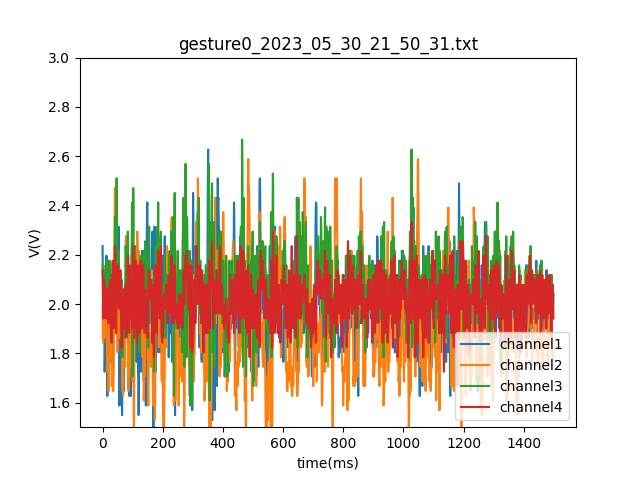 gesture0_2023_05_30_21_50_31.txt
3.0
2.8
2.6
2.4
2.2
2.0
1.8
1.6
V(V)
channel1
channel2
channel3
channel4
0 200 400 600 800 1000 1200 1400
time(ms)